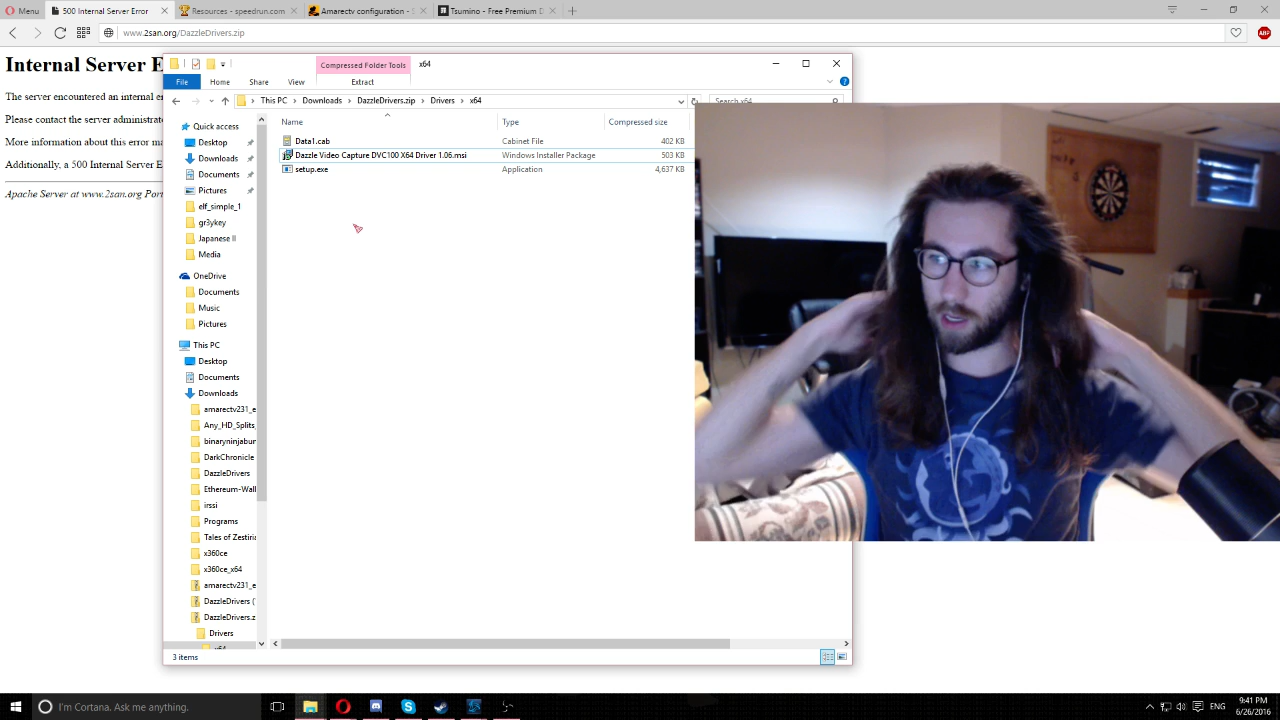 Menu
500 Internal Server Error
Resources - speedrun.com
Amarectv configuration - S
Tsumino - Free Premium D
www.2san.org/DazzleDrivers.zip
ABP
Internal Server E
The server encountered an internal e
Please contact the server administrat
More information about this error ma
Additionally, a 500 Internal Server E
Apache Server at www.2san.org Port
Compressed Folder Tools
x64
File
Home
Share
View
Extract
This PC
Downloads
DazzleDrivers.zip
Drivers
x64
Search x64
Name
Type
Compressed size
Data1.cab
Cabinet File
402 KB
Dazzle Video Capture DVC100 X64 Driver 1.06.msi
Windows Installer Package
503 KB
setup.exe
Application
4,637 KB
Quick access
Desktop
Downloads
Documents
Pictures
elf_simple_1
gr3ykey
Japanese II
Media
OneDrive
Documents
Music
Pictures
This PC
Desktop
Documents
Downloads
amarectv231_e
Any_HD_Splits_
binaryninjabun
DarkChronicle
DazzleDrivers
Ethereum-Wall
irssi
Programs
Tales of Zestiria
x360ce
x360ce_x64
amarectv231_e
DazzleDrivers (
DazzleDrivers.z
Drivers
x64
3 items
I'm Cortana. Ask me anything.
ENG
9:41 PM
6/26/2016